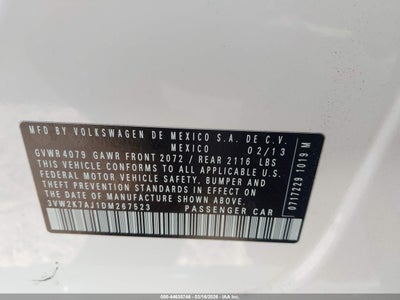 MFD BY VOLKSWAGEN DE MEXICO S.A. DE C.V.
MEXICO 02/13
GVWR 4079 GAWR FRONT 2072 / REAR 2116 LBS
THIS VEHICLE CONFORMS TO ALL APPLICABLE U.S.
FEDERAL MOTOR VEHICLE SAFETY, BUMPER AND
THEFT PREVENTION STANDARDS IN EFFECT ON THE
DATE OF MANUFACTURE SHOWN ABOVE
3VW2K7AJ1DM267523 PASSENGER CAR
0717229 1019 M